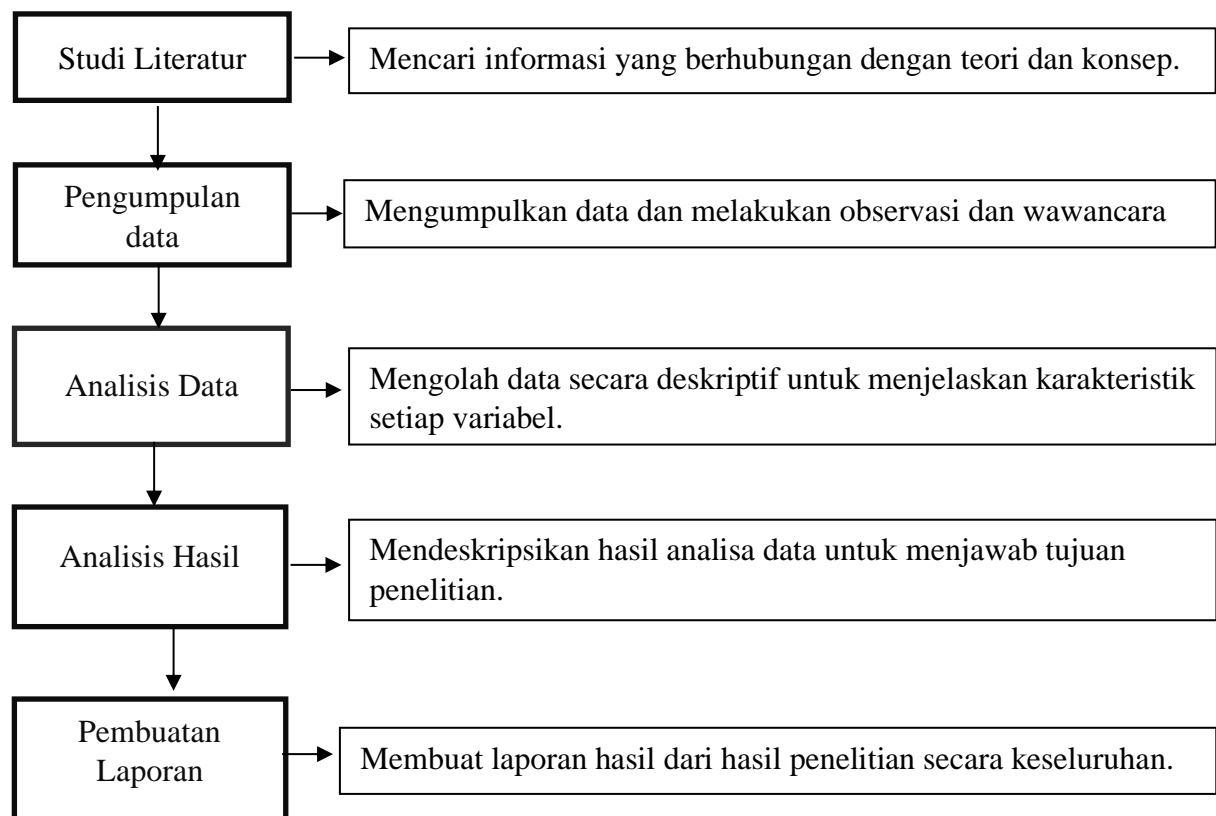 Studi Literatur
Mencari informasi yang berhubungan dengan teori dan konsep.
Pengumpulan
data
Mengumpulkan data dan melakukan observasi dan wawancara
Analisis Data
Mengolah data secara deskriptif untuk menjelaskan karakteristik
setiap variabel.
Analisis Hasil
Mendeskripsikan hasil analisa data untuk menjawab tujuan
penelitian.
Pembuatan
Laporan
Membuat laporan hasil dari hasil penelitian secara keseluruhan.